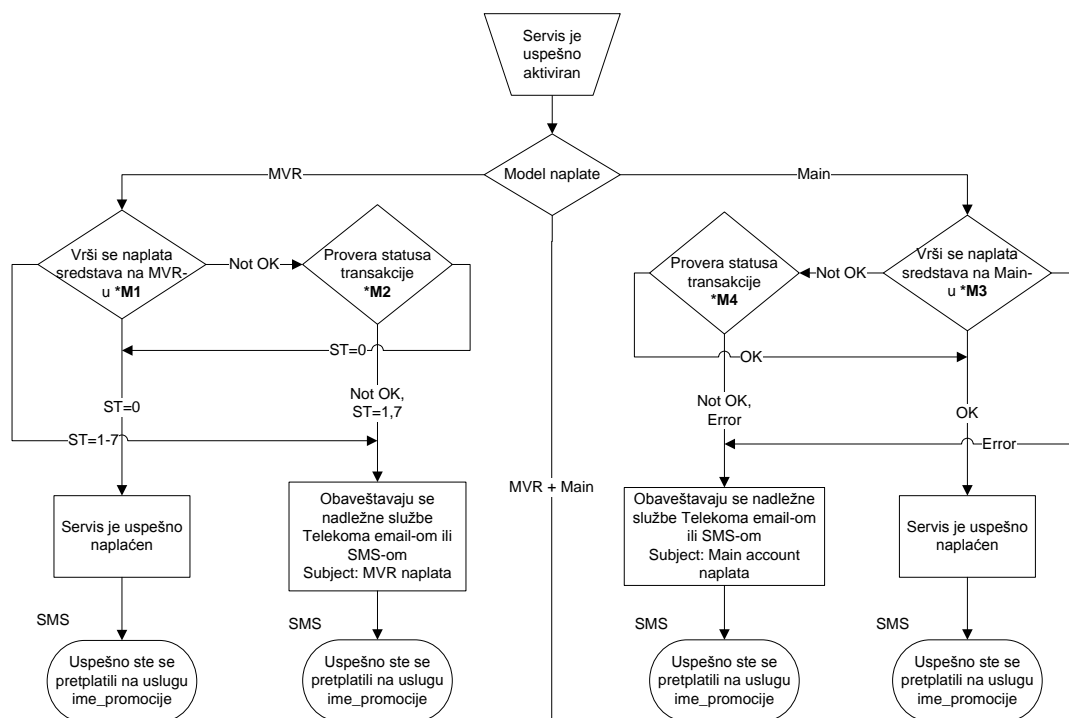 Servis je
uspešno
aktiviran
Model naplate
MVR
Main
Vrši se naplata
sredstava na MVR-
u *M1
Not OK
Provera statusa
transakcije
*M2
Provera statusa
transakcije
*M4
Not OK
Vrši se naplata
sredstava na Main-
u *M3
ST=0
OK
ST=0
Not OK,
ST=1,7
Not OK,
Error
OK
ST=1-7
Error
MVR + Main
Servis je uspešno
naplaćen
Obaveštavaju se
nadležne službe
Telekoma email-om ili
SMS-om
Subject: MVR naplata
Obaveštavaju se nadležne
službe Telekoma email-om
ili SMS-om
Subject: Main account
naplata
Servis je uspešno
naplaćen
SMS
SMS
SMS
SMS
Uspešno ste se
pretplatili na uslugu
ime_promocije
Uspešno ste se
pretplatili na uslugu
ime_promocije
Uspešno ste se
pretplatili na uslugu
ime_promocije
Uspešno ste se
pretplatili na uslugu
ime_promocije